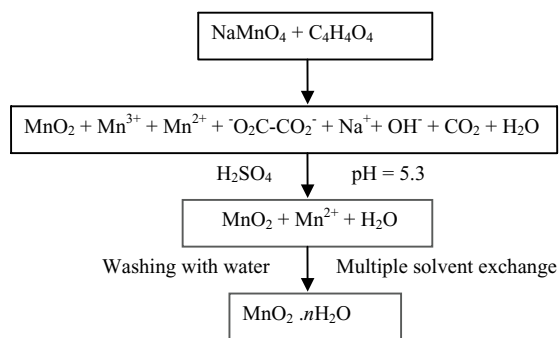 NaMnO₄ + C₄H₄O₄
MnO₂ + Mn³⁺ + Mn²⁺ + ⁻O₂C-CO₂⁻ + Na⁺+ OH⁻ + CO₂ + H₂O
H₂SO₄ pH = 5.3
MnO₂ + Mn²⁺ + H₂O
Washing with water Multiple solvent exchange
MnO₂ .nH₂O